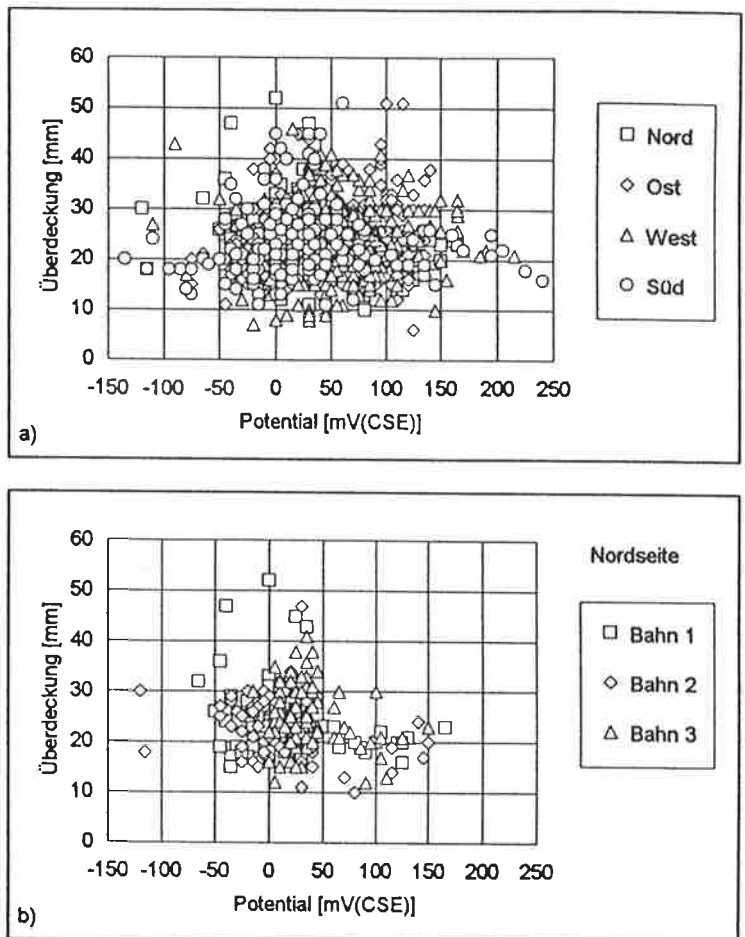 60
50
40
30
20
10
0
Überdeckung [mm]
-150 -100 -50 0 50 100 150 200 250
Potential [mV(CSE)]
a)
Nord
Ost
West
Süd
60
50
40
30
20
10
0
Überdeckung [mm]
-150 -100 -50 0 50 100 150 200 250
Potential [mV(CSE)]
b)
Nordseite
Bahn 1
Bahn 2
Bahn 3